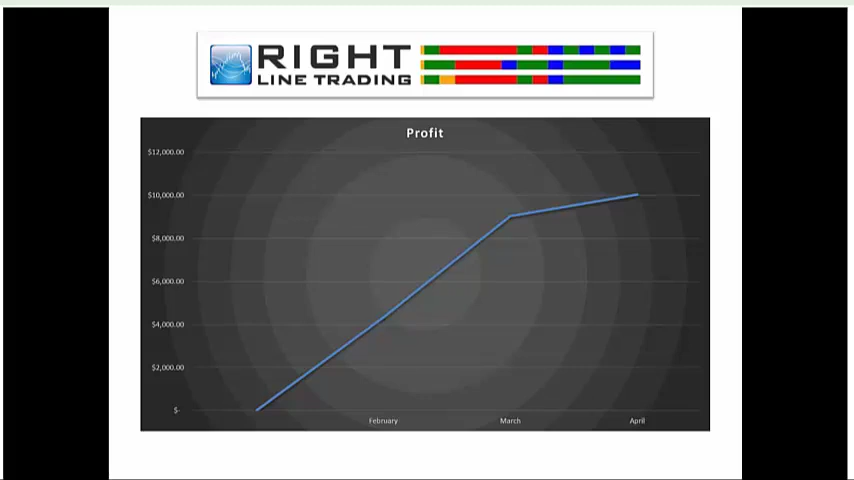 RIGHT
LINE TRADING
Profit
$12,000.00
$10,000.00
$8,000.00
$6,000.00
$4,000.00
$2,000.00
$-
February March April